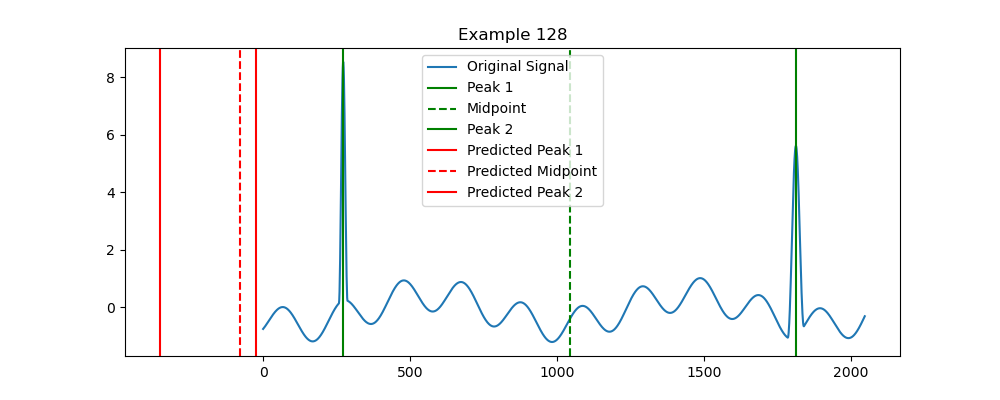 Example 128
Original Signal
Peak 1
Midpoint
Peak 2
Predicted Peak 1
Predicted Midpoint
Predicted Peak 2
8
6
4
2
0
0 500 1000 1500 2000